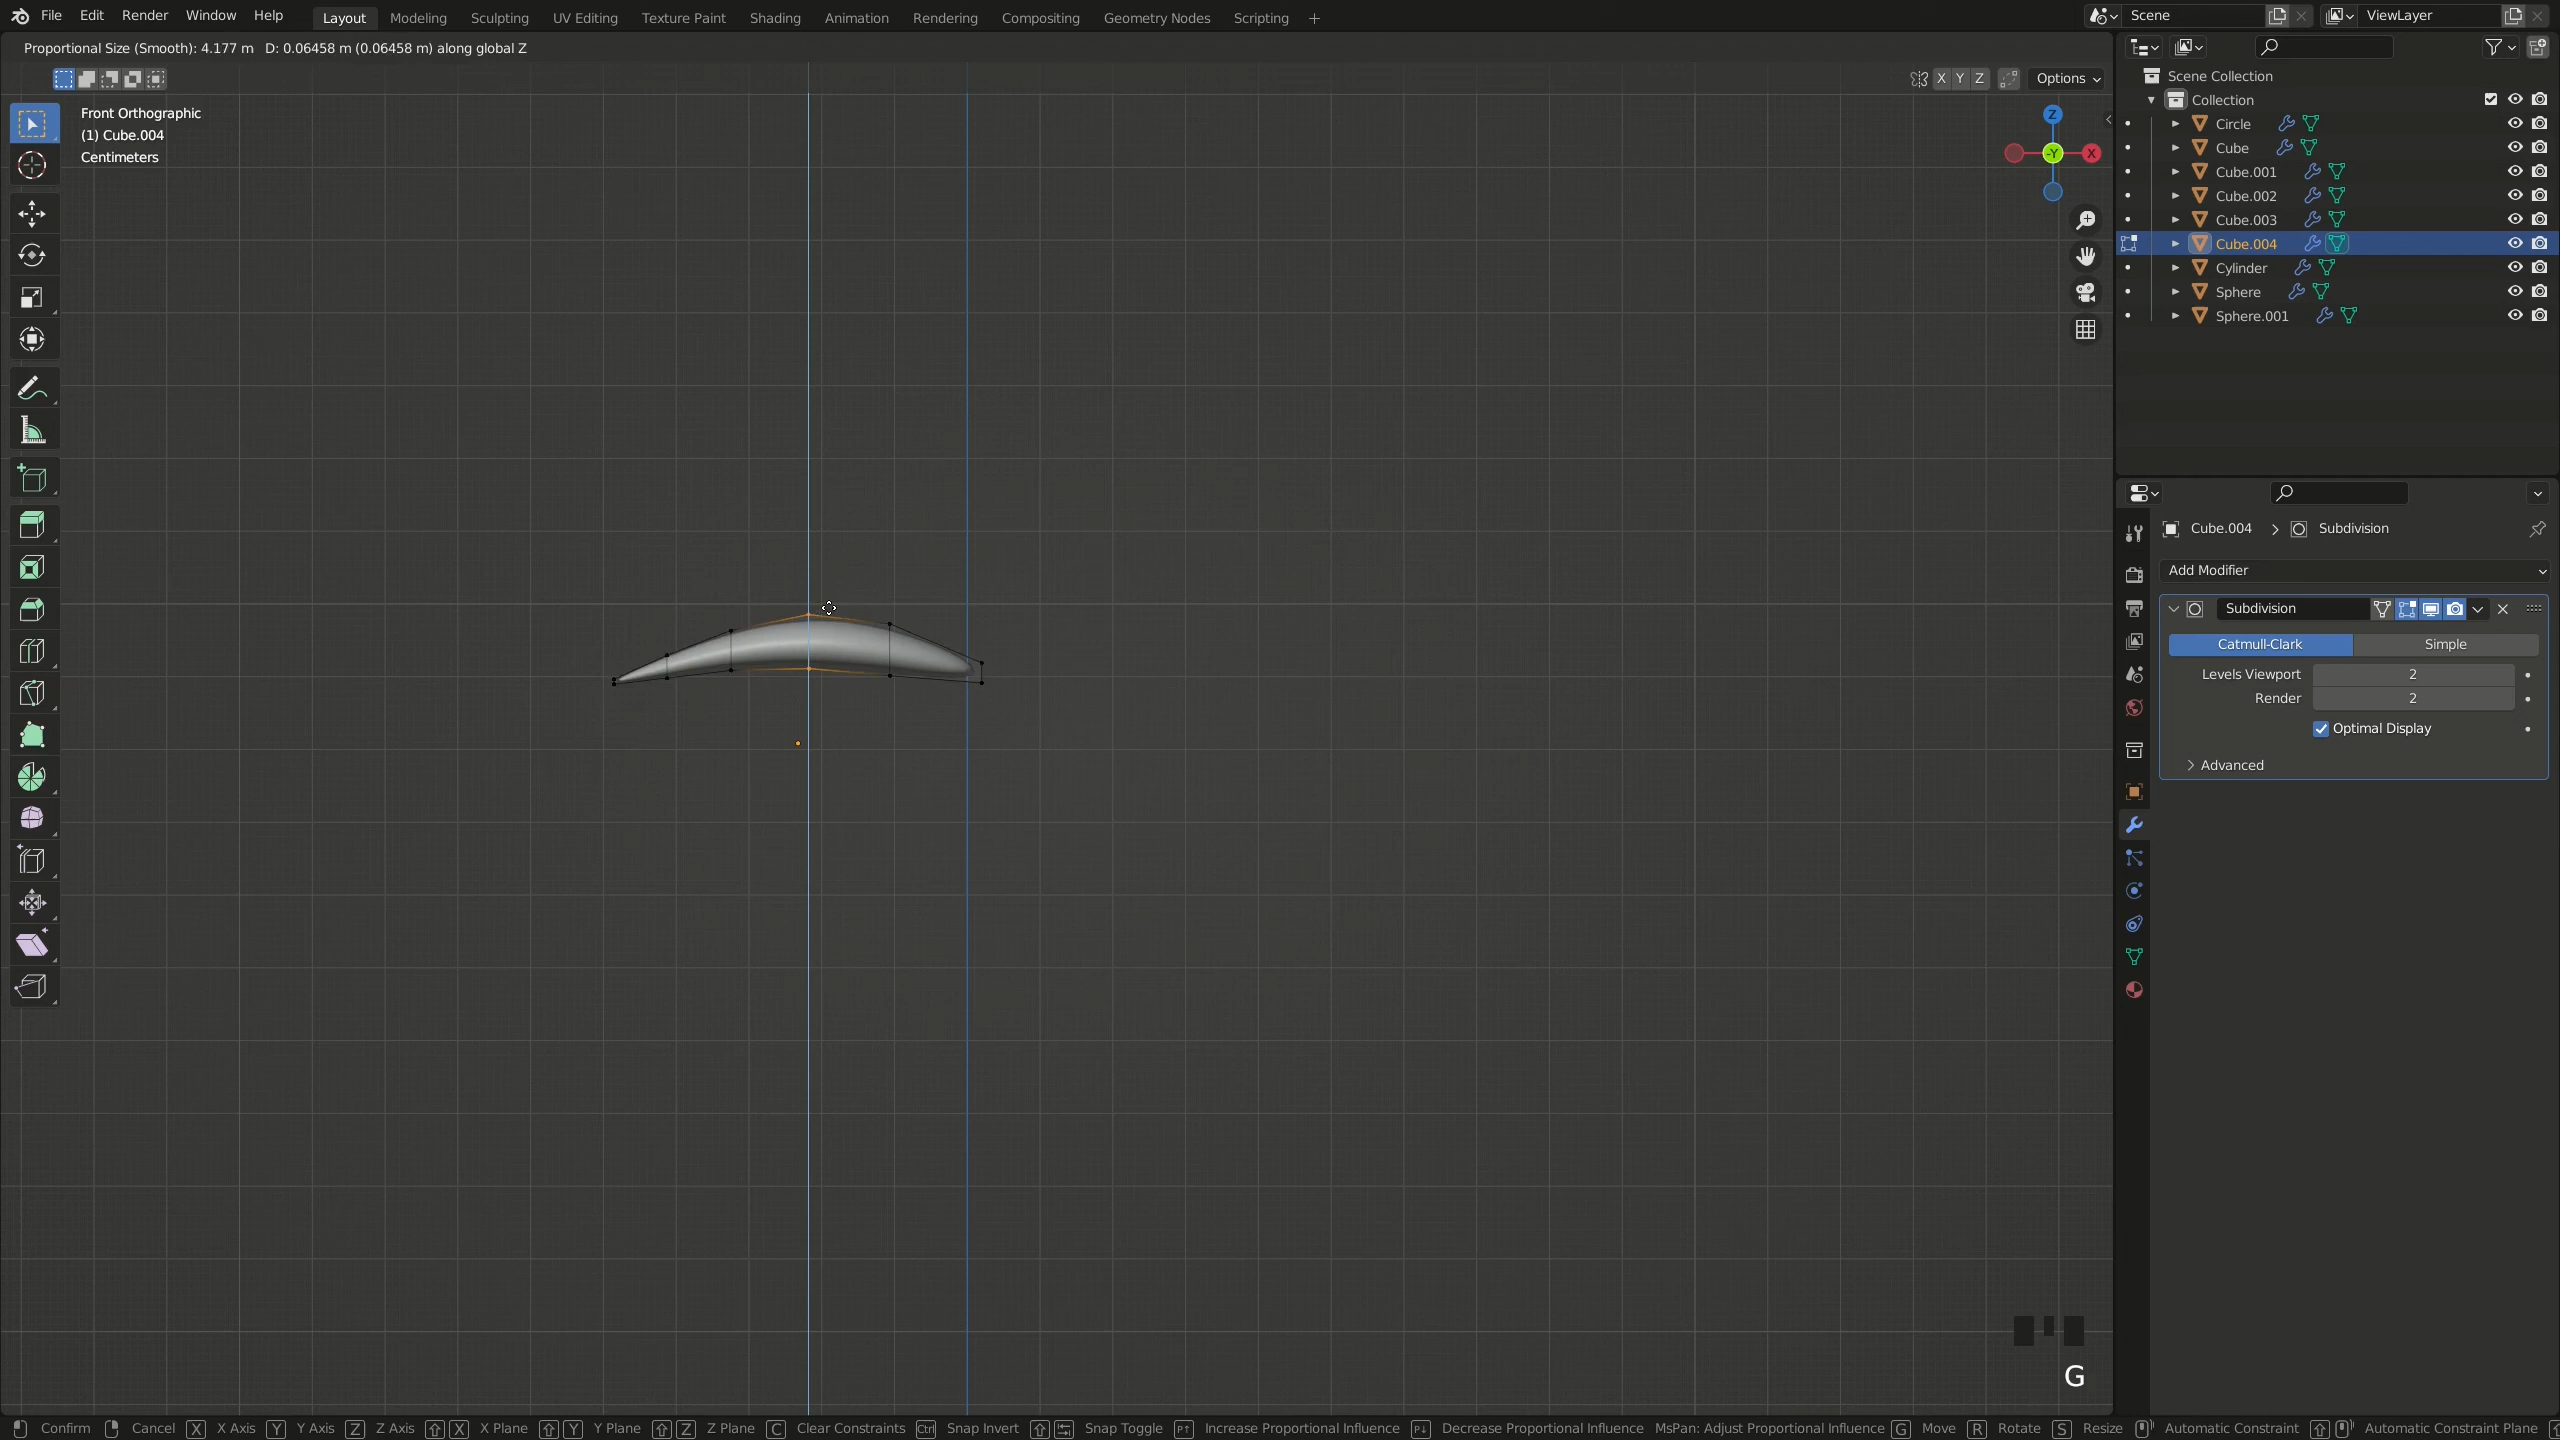 File Edit Render Window Help Layout Modeling Sculpting UV Editing Texture Paint Shading Animation Rendering Compositing Geometry Nodes Scripting + Scene ViewLayer
Proportional Size (Smooth): 4.177 m D: 0.06458 m (0.06458 m) along global Z
X Y Z Options
Front Orthographic
(1) Cube.004
Centimeters
Z
-Y X
Scene Collection
Collection
Circle
Cube
Cube.001
Cube.002
Cube.003
Cube.004
Cylinder
Sphere
Sphere.001
Cube.004 > Subdivision
Add Modifier
Subdivision
Catmull-Clark Simple
Levels Viewport 2
Render 2
Optimal Display
Advanced
G
Confirm Cancel X X Axis Y Y Axis Z Z Axis X X Plane Y Y Plane Z Z Plane C Clear Constraints Ctrl Snap Invert Snap Toggle Increase Proportional Influence Decrease Proportional Influence MsPan: Adjust Proportional Influence G Move R Rotate S Resize Automatic Constraint Automatic Constraint Plane